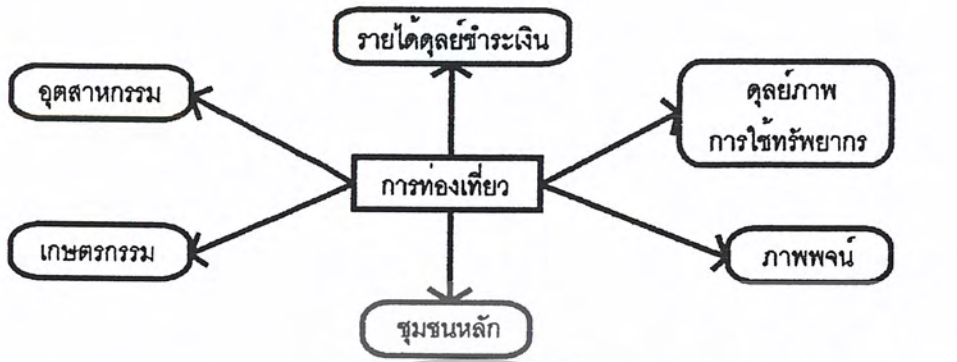 รายได้ดุลย์ชำระเงิน
อุตสาหกรรม
ดุลย์ภาพ
การใช้ทรัพยากร
การท่องเที่ยว
เกษตรกรรม
ภาพพจน์
ชุมชนหลัก